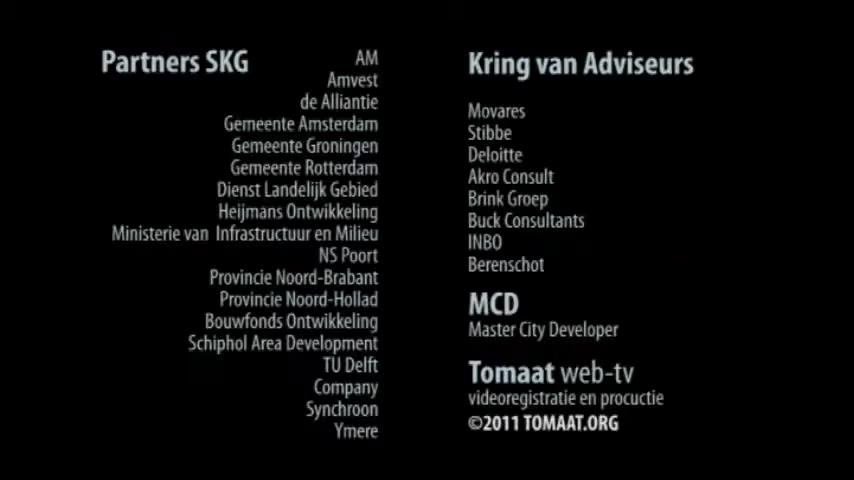 Partners SKG
AM
Amvest
de Alliantie
Gemeente Amsterdam
Gemeente Groningen
Gemeente Rotterdam
Dienst Landelijk Gebied
Heijmans Ontwikkeling
Ministerie van Infrastructuur en Milieu
NS Poort
Provincie Noord-Brabant
Provincie Noord-Hollad
Bouwfonds Ontwikkeling
Schiphol Area Development
TU Delft
Company
Synchroon
Ymere
Kring van Adviseurs
Movares
Stibbe
Deloitte
Akro Consult
Brink Groep
Buck Consultants
INBO
Berenschot
MCD
Master City Developer
Tomaat web-tv
videoregistratie en proctuctie
©2011 TOMAAT.ORG